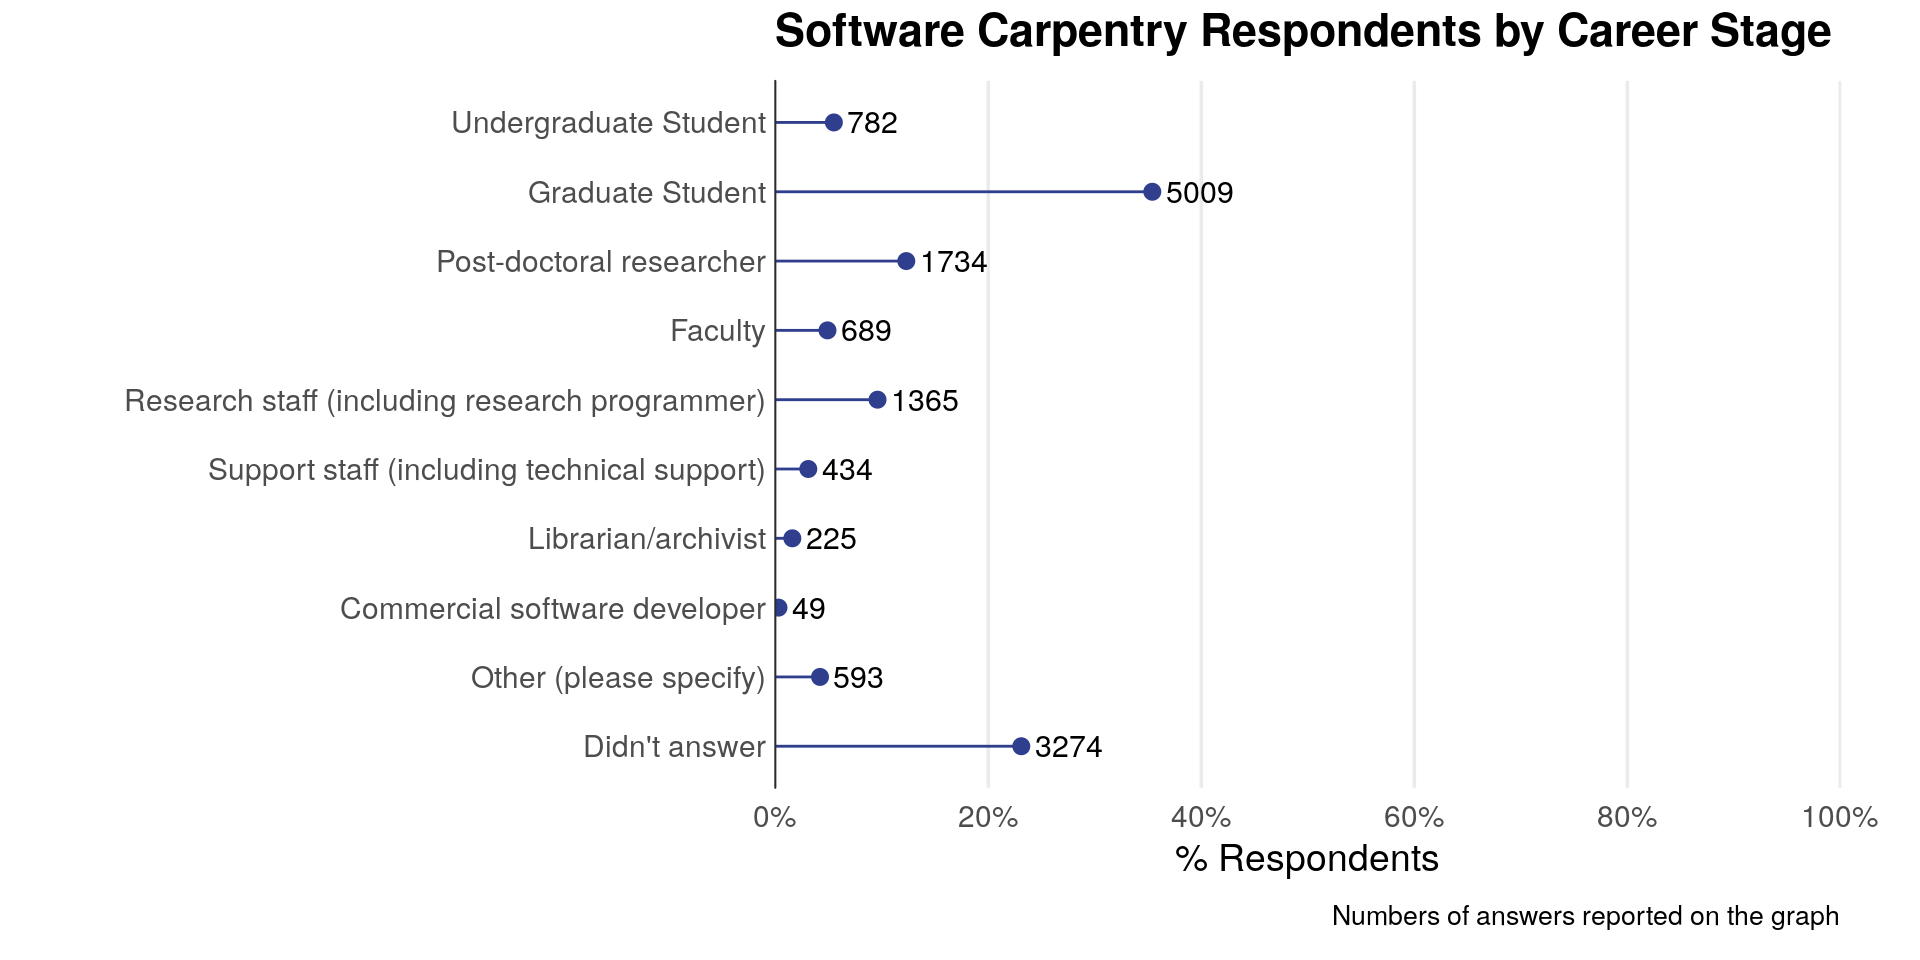 Software Carpentry Respondents by Career Stage
Undergraduate Student 782
Graduate Student 5009
Post-doctoral researcher 1734
Faculty 689
Research staff (including research programmer) 1365
Support staff (including technical support) 434
Librarian/archivist 225
Commercial software developer 49
Other (please specify) 593
Didn't answer 3274
0% 20% 40% 60% 80% 100%
% Respondents
Numbers of answers reported on the graph